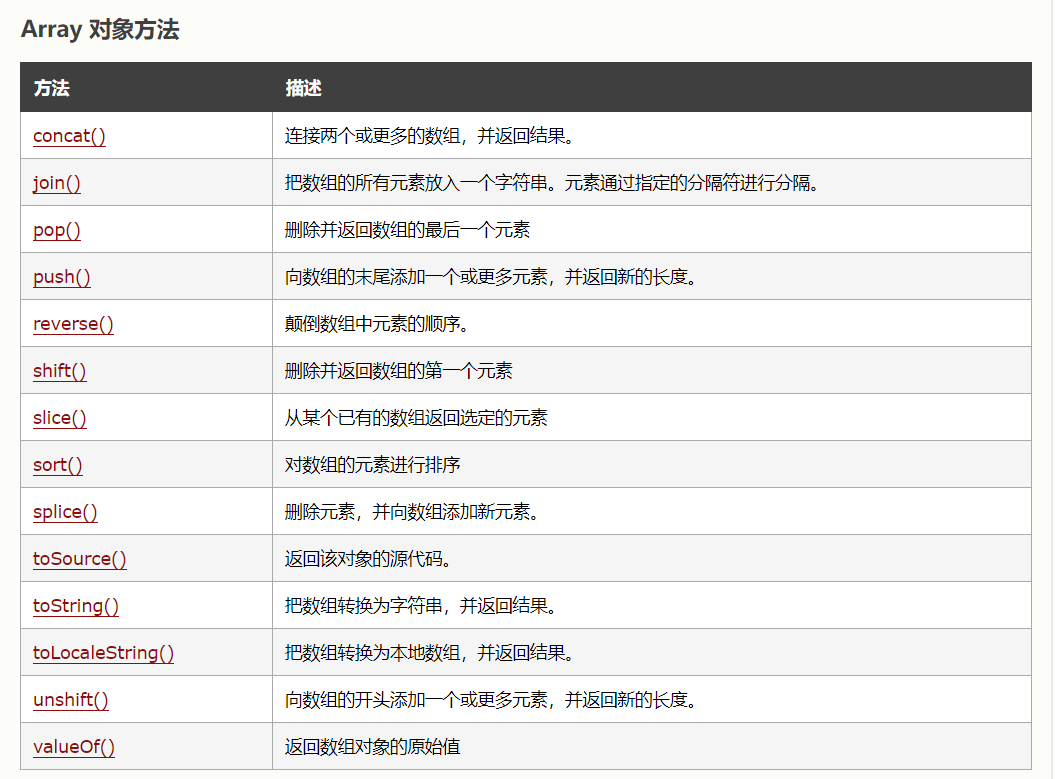 Array 对象方法
方法 描述
concat() 连接两个或更多的数组，并返回结果。
join() 把数组的所有元素放入一个字符串。元素通过指定的分隔符进行分隔。
pop() 删除并返回数组的最后一个元素
push() 向数组的末尾添加一个或更多元素，并返回新的长度。
reverse() 颠倒数组中元素的顺序。
shift() 删除并返回数组的第一个元素
slice() 从某个已有的数组返回选定的元素
sort() 对数组的元素进行排序
splice() 删除元素，并向数组添加新元素。
toSource() 返回该对象的源代码。
toString() 把数组转换为字符串，并返回结果。
toLocaleString() 把数组转换为本地数组，并返回结果。
unshift() 向数组的开头添加一个或更多元素，并返回新的长度。
valueOf() 返回数组对象的原始值